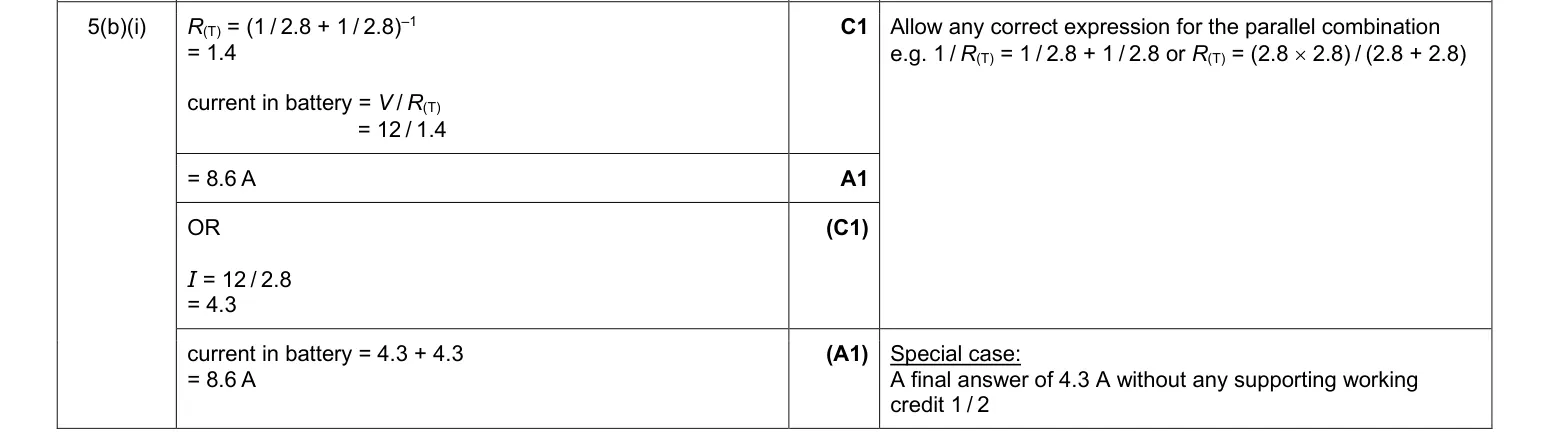 5(b)(i)
R(T) = (1 / 2.8 + 1 / 2.8)–1
= 1.4
current in battery = V / R(T)
= 12 / 1.4
C1
Allow any correct expression for the parallel combination
e.g. 1 / R(T) = 1 / 2.8 + 1 / 2.8 or R(T) = (2.8 × 2.8) / (2.8 + 2.8)
= 8.6 A
A1
OR
(C1)
I = 12 / 2.8
= 4.3
current in battery = 4.3 + 4.3
= 8.6 A
(A1)
Special case:
A final answer of 4.3 A without any supporting working
credit 1 / 2